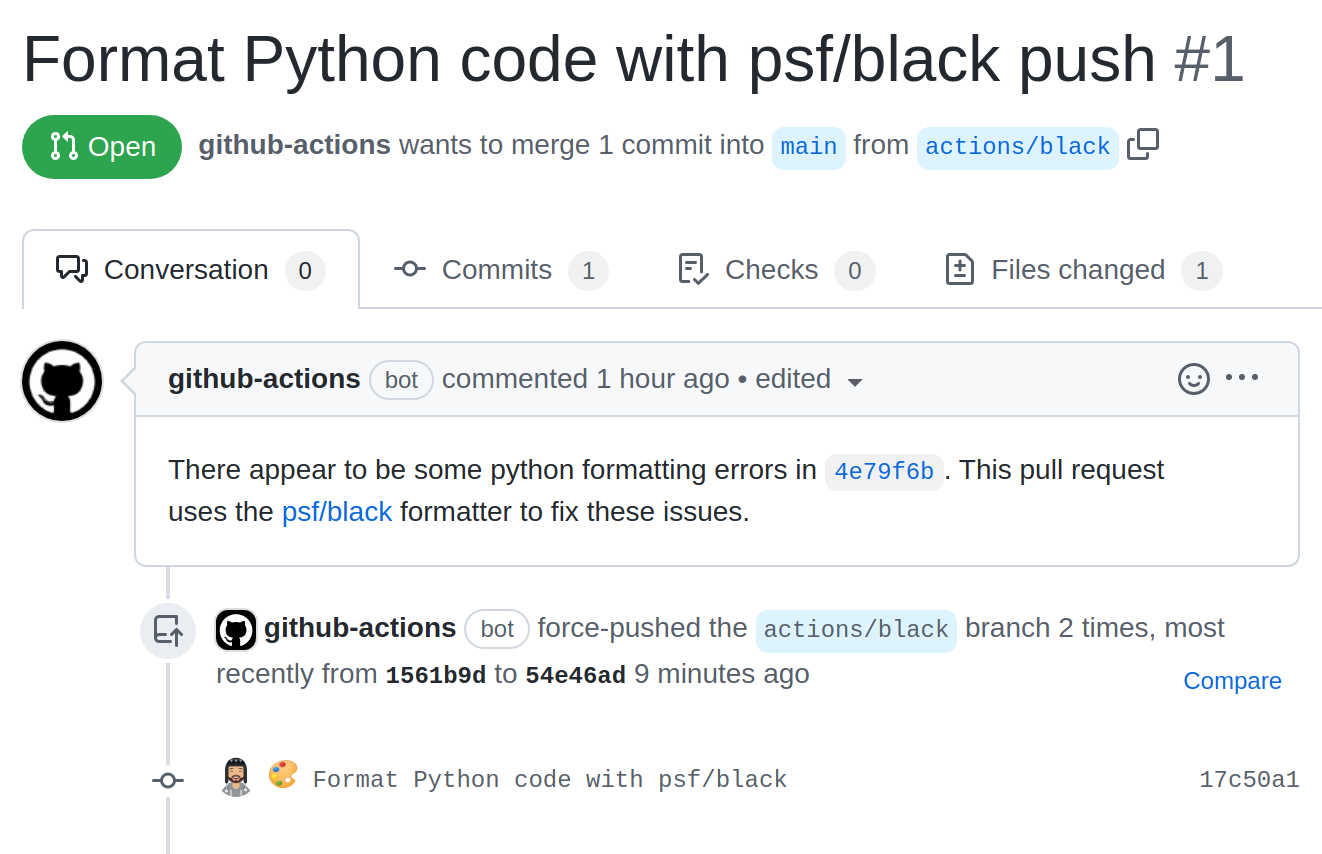 Format Python code with psf/black push #1
Open github-actions wants to merge 1 commit into main from actions/black
Conversation 0 Commits 1 Checks 0 Files changed 1
github-actions bot commented 1 hour ago • edited
There appear to be some python formatting errors in 4e79f6b. This pull request
uses the psf/black formatter to fix these issues.
github-actions bot force-pushed the actions/black branch 2 times, most
recently from 1561b9d to 54e46ad 9 minutes ago
Compare
Format Python code with psf/black 17c50a1